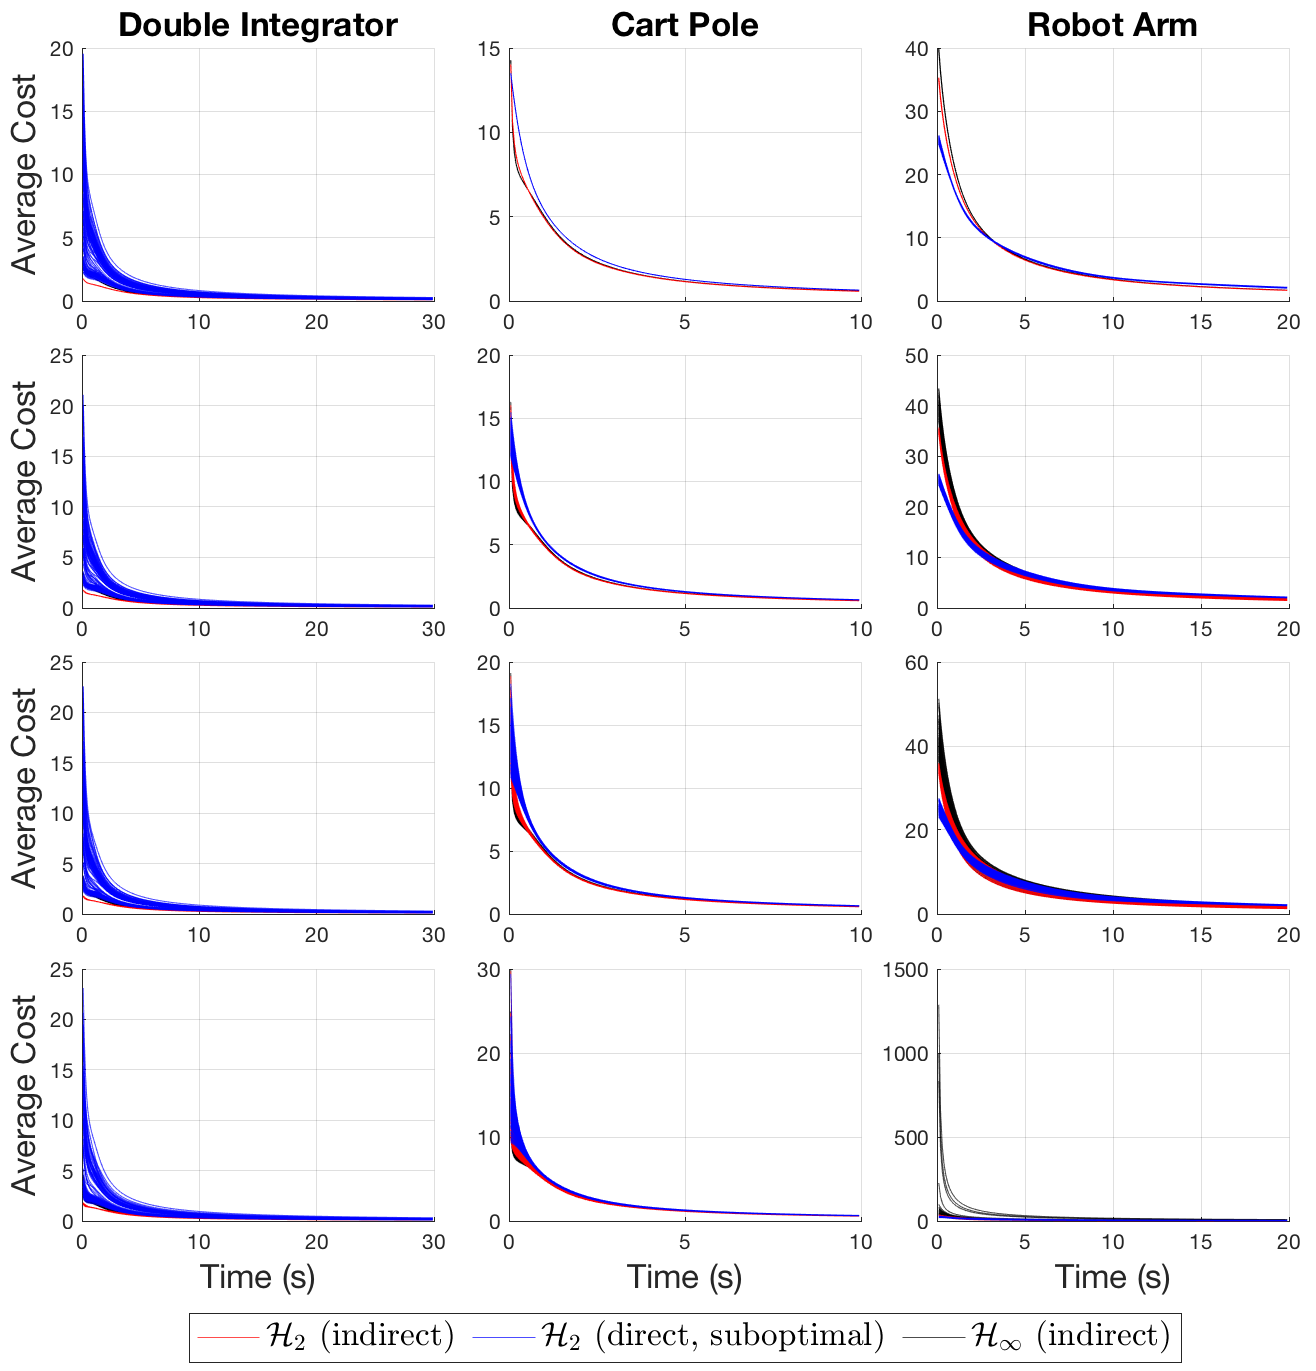 Double Integrator Cart Pole Robot Arm
20 15 10 5 0
Average Cost
0 10 20 30
15 10 5 0
0 5 10
40 30 20 10 0
0 5 10 15 20
25 20 15 10 5 0
Average Cost
0 10 20 30
20 15 10 5 0
0 5 10
50 40 30 20 10 0
0 5 10 15 20
25 20 15 10 5 0
Average Cost
0 10 20 30
20 15 10 5 0
0 5 10
60 40 20 0
0 5 10 15 20
25 20 15 10 5 0
Average Cost
0 10 20 30
30 20 10 0
0 5 10
1500 1000 500 0
0 5 10 15 20
Time (s) Time (s) Time (s)
ℋ₂ (indirect) ℋ₂ (direct, suboptimal) ℋ∞ (indirect)